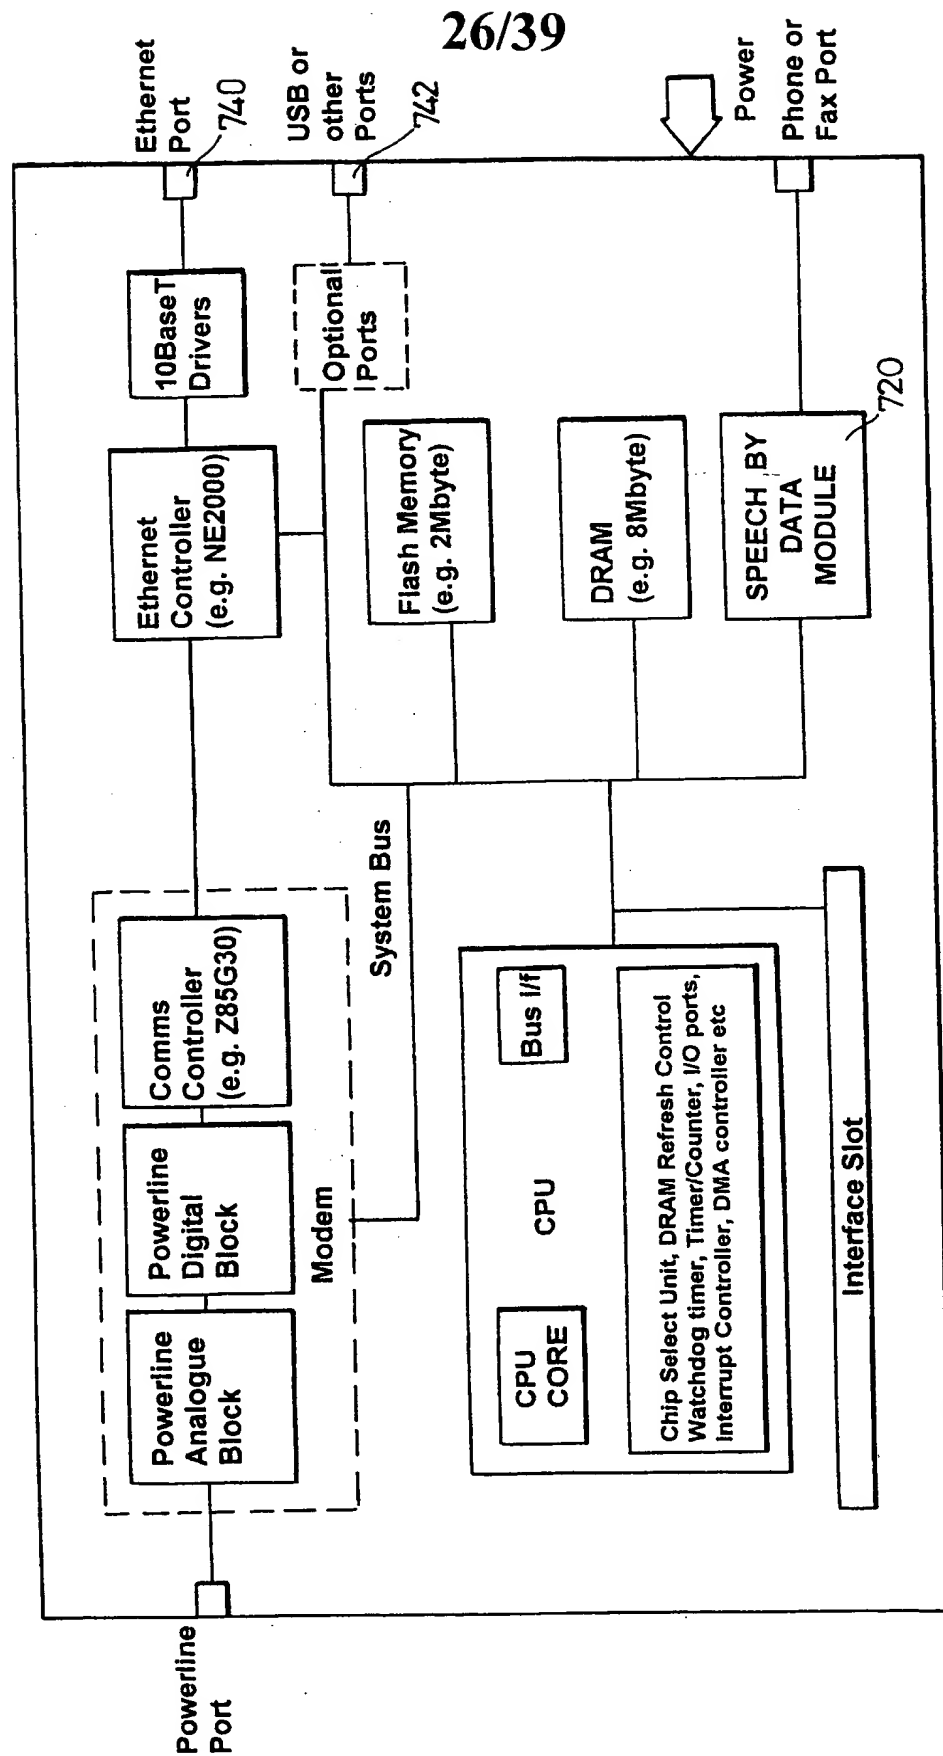 26/39
Ethernet
Port
740
USB or
other
Ports
742
Power
Phone or
Fax Port
10BaseT
Drivers
Optional
Ports
Ethernet
Controller
(e.g. NE2000)
Flash Memory
(e.g. 2Mbyte)
DRAM
(e.g. 8Mbyte)
SPEECH BY
DATA
MODULE
720
System Bus
Comms
Controller
(e.g. Z85G30)
Powerline
Digital
Block
Powerline
Analogue
Block
Modem
Bus I/f
CPU
CPU
CORE
Chip Select Unit, DRAM Refresh Control
Watchdog timer, Timer/Counter, I/O ports,
Interrupt Controller, DMA controller etc
Interface Slot
Powerline
Port